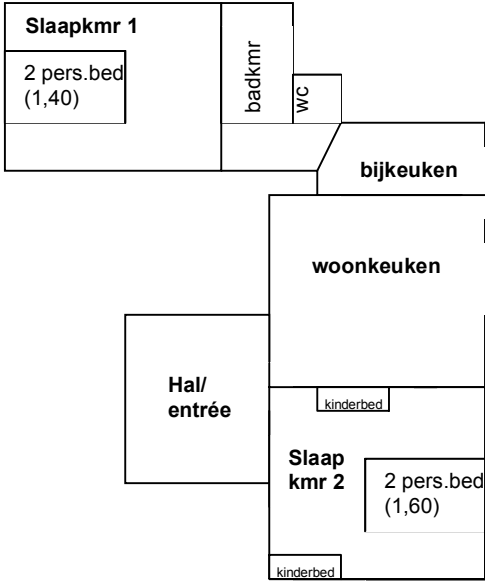 Slaapkmr 1
2 pers.bed
(1,40)
badkmr
wc
bijkeuken
woonkeuken
Hal/
entrée
kinderbed
Slaap
kmr 2
2 pers.bed
(1,60)
kinderbed